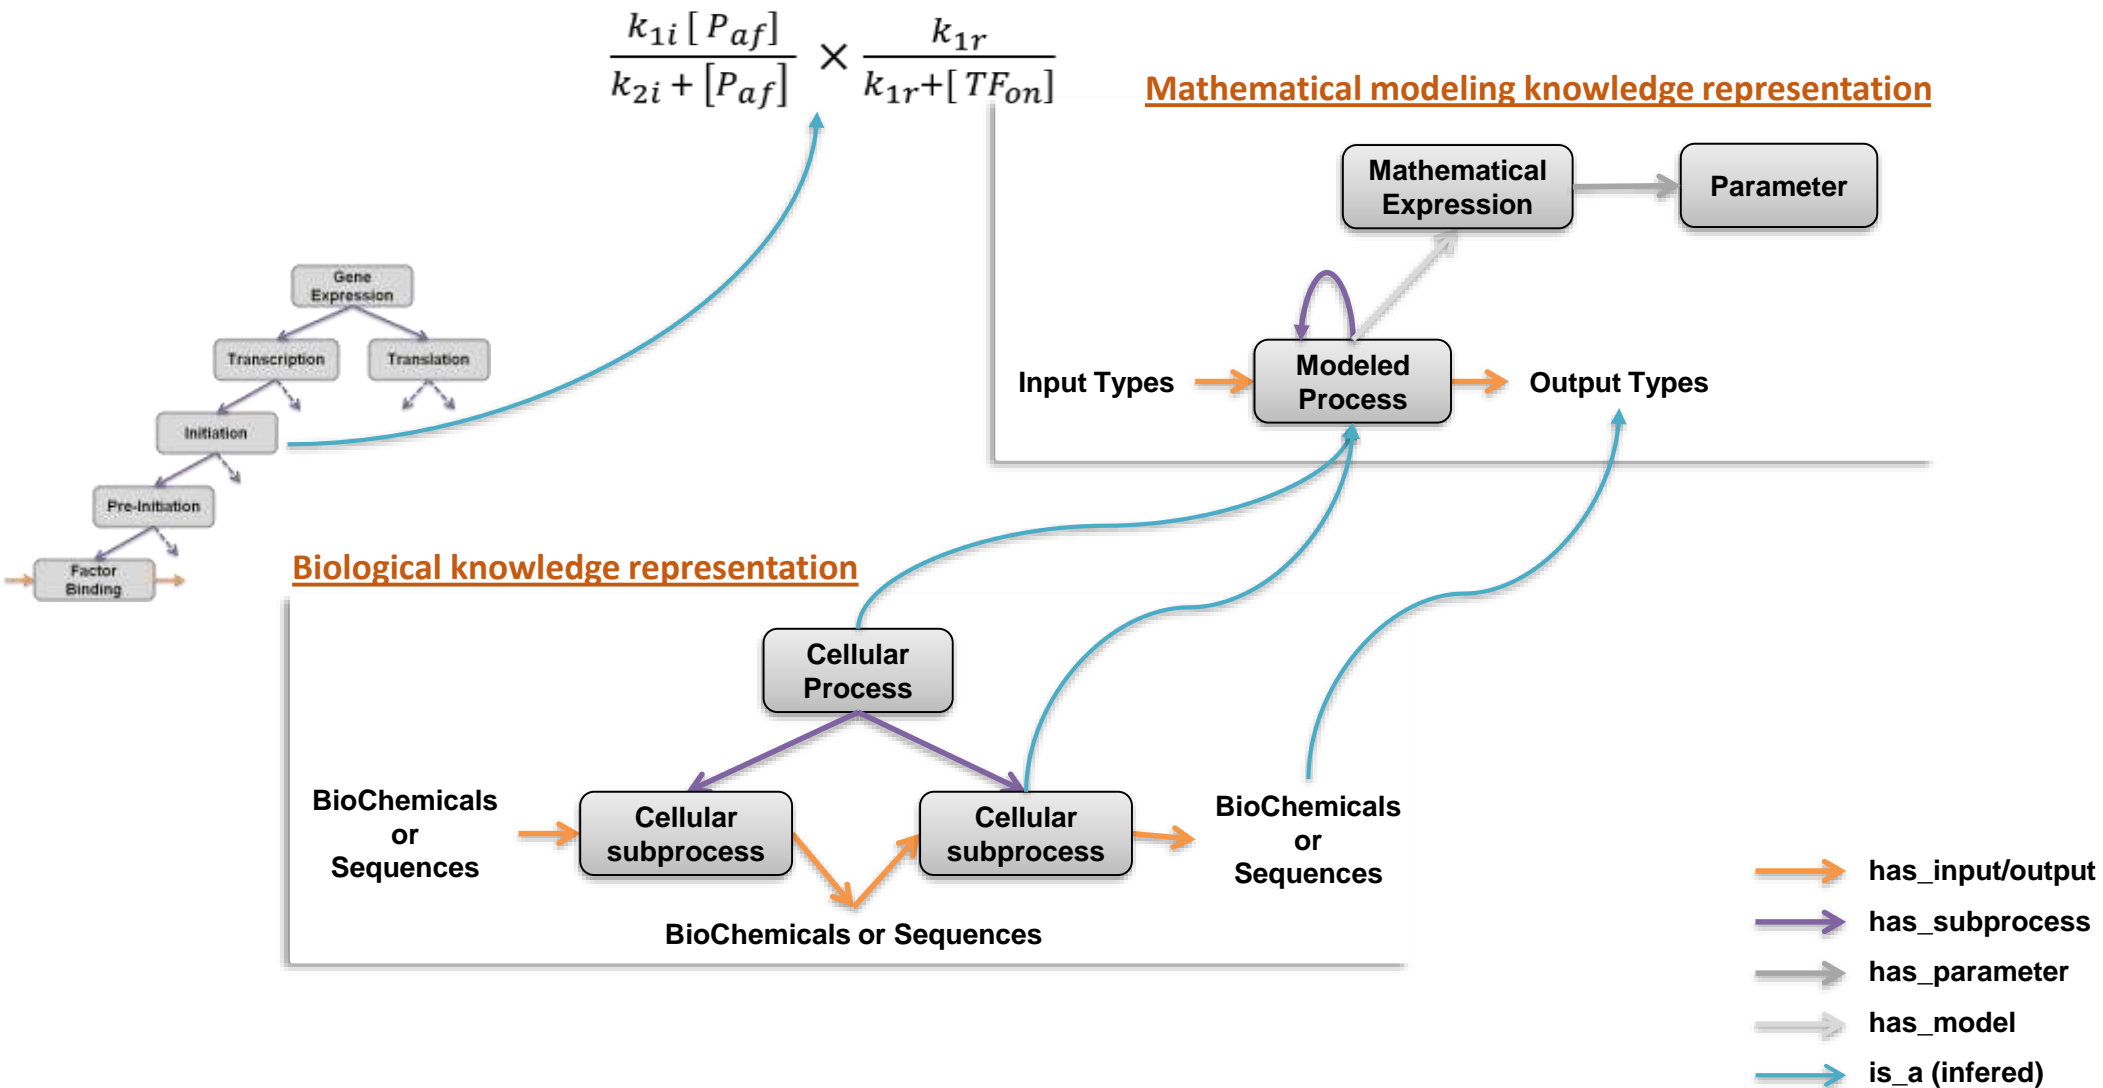 k1i [ Paf] / k2i + [Paf] × k1r / k1r+[ TFon]
Mathematical modeling knowledge representation
Mathematical
Expression
Parameter
Gene
Expression
Transcription
Translation
Input Types
Modeled
Process
Output Types
Initiation
Pre-Initiation
Factor
Binding
Biological knowledge representation
Cellular
Process
BioChemicals
or
Sequences
Cellular
subprocess
Cellular
subprocess
BioChemicals
or
Sequences
BioChemicals or Sequences
has_input/output
has_subprocess
has_parameter
has_model
is_a (infered)